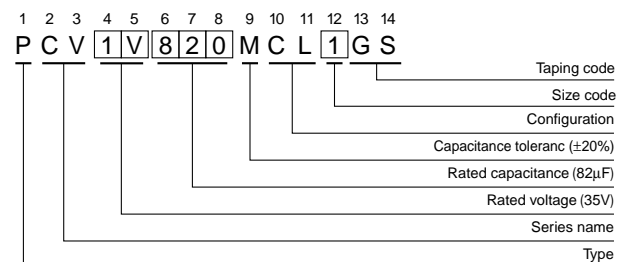 1 2 3 4 5 6 7 8 9 10 11 12 13 14
P C V 1 V 8 2 0 M C L 1 G S
Taping code
Size code
Configuration
Capacitance toleranc (±20%)
Rated capacitance (82μF)
Rated voltage (35V)
Series name
Type